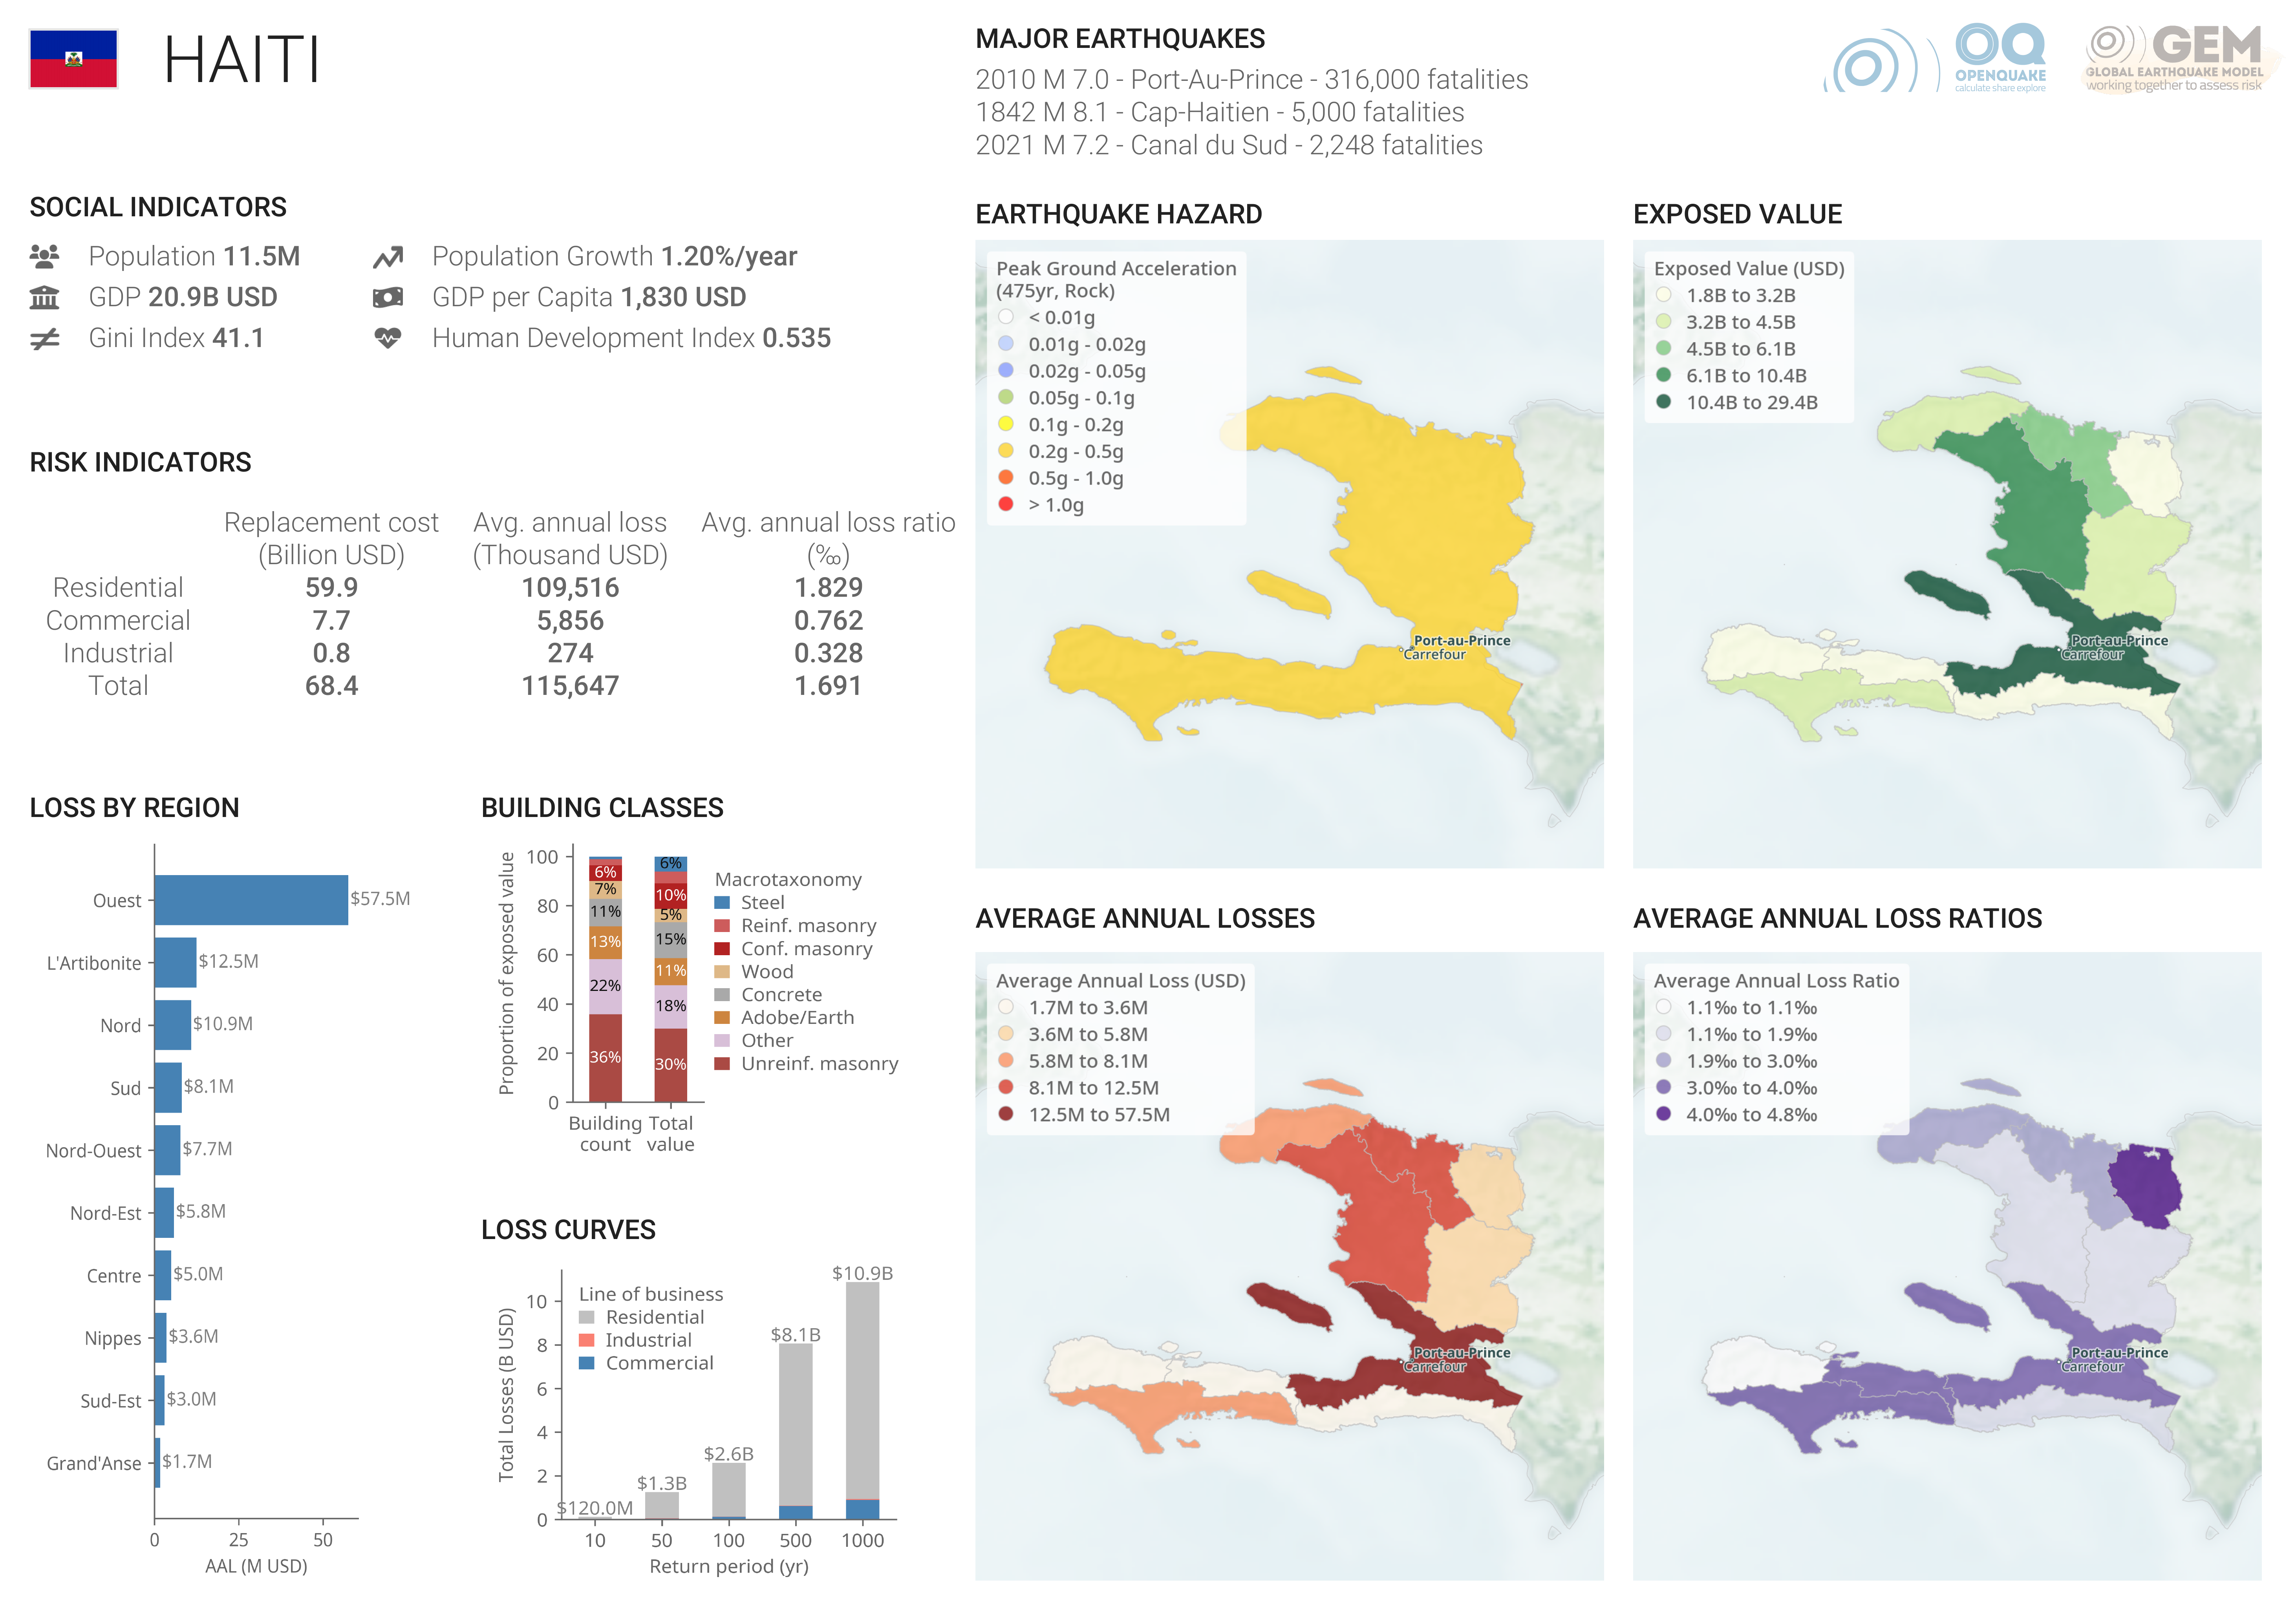 HAITI
MAJOR EARTHQUAKES
2010 M 7.0 - Port-Au-Prince - 316,000 fatalities
1842 M 8.1 - Cap-Haitien - 5,000 fatalities
2021 M 7.2 - Canal du Sud - 2,248 fatalities
OQ
OPENQUAKE
calculate share explore
GEM
GLOBAL EARTHQUAKE MODEL
working together to assess risk
SOCIAL INDICATORS
Population 11.5M
Population Growth 1.20%/year
GDP 20.9B USD
GDP per Capita 1,830 USD
Gini Index 41.1
Human Development Index 0.535
RISK INDICATORS
Replacement cost Avg. annual loss Avg. annual loss ratio
(Billion USD) (Thousand USD) (‰)
Residential 59.9 109,516 1.829
Commercial 7.7 5,856 0.762
Industrial 0.8 274 0.328
Total 68.4 115,647 1.691
LOSS BY REGION
Ouest $57.5M
L'Artibonite $12.5M
Nord $10.9M
Sud $8.1M
Nord-Ouest $7.7M
Nord-Est $5.8M
Centre $5.0M
Nippes $3.6M
Sud-Est $3.0M
Grand'Anse $1.7M
0 25 50
AAL (M USD)
BUILDING CLASSES
Proportion of exposed value
100
80
60
40
20
0
6%
7%
11%
13%
22%
36%
6%
10%
5%
15%
11%
18%
30%
Building count
Total value
Macrotaxonomy
Steel
Reinf. masonry
Conf. masonry
Wood
Concrete
Adobe/Earth
Other
Unreinf. masonry
LOSS CURVES
Total Losses (B USD)
10
8
6
4
2
0
Line of business
Residential
Industrial
Commercial
$120.0M
$1.3B
$2.6B
$8.1B
$10.9B
10 50 100 500 1000
Return period (yr)
EARTHQUAKE HAZARD
Peak Ground Acceleration
(475yr, Rock)
< 0.01g
0.01g - 0.02g
0.02g - 0.05g
0.05g - 0.1g
0.1g - 0.2g
0.2g - 0.5g
0.5g - 1.0g
> 1.0g
Port-au-Prince
Carrefour
EXPOSED VALUE
Exposed Value (USD)
1.8B to 3.2B
3.2B to 4.5B
4.5B to 6.1B
6.1B to 10.4B
10.4B to 29.4B
Port-au-Prince
Carrefour
AVERAGE ANNUAL LOSSES
Average Annual Loss (USD)
1.7M to 3.6M
3.6M to 5.8M
5.8M to 8.1M
8.1M to 12.5M
12.5M to 57.5M
Port-au-Prince
Carrefour
AVERAGE ANNUAL LOSS RATIOS
Average Annual Loss Ratio
1.1‰ to 1.1‰
1.1‰ to 1.9‰
1.9‰ to 3.0‰
3.0‰ to 4.0‰
4.0‰ to 4.8‰
Port-au-Prince
Carrefour